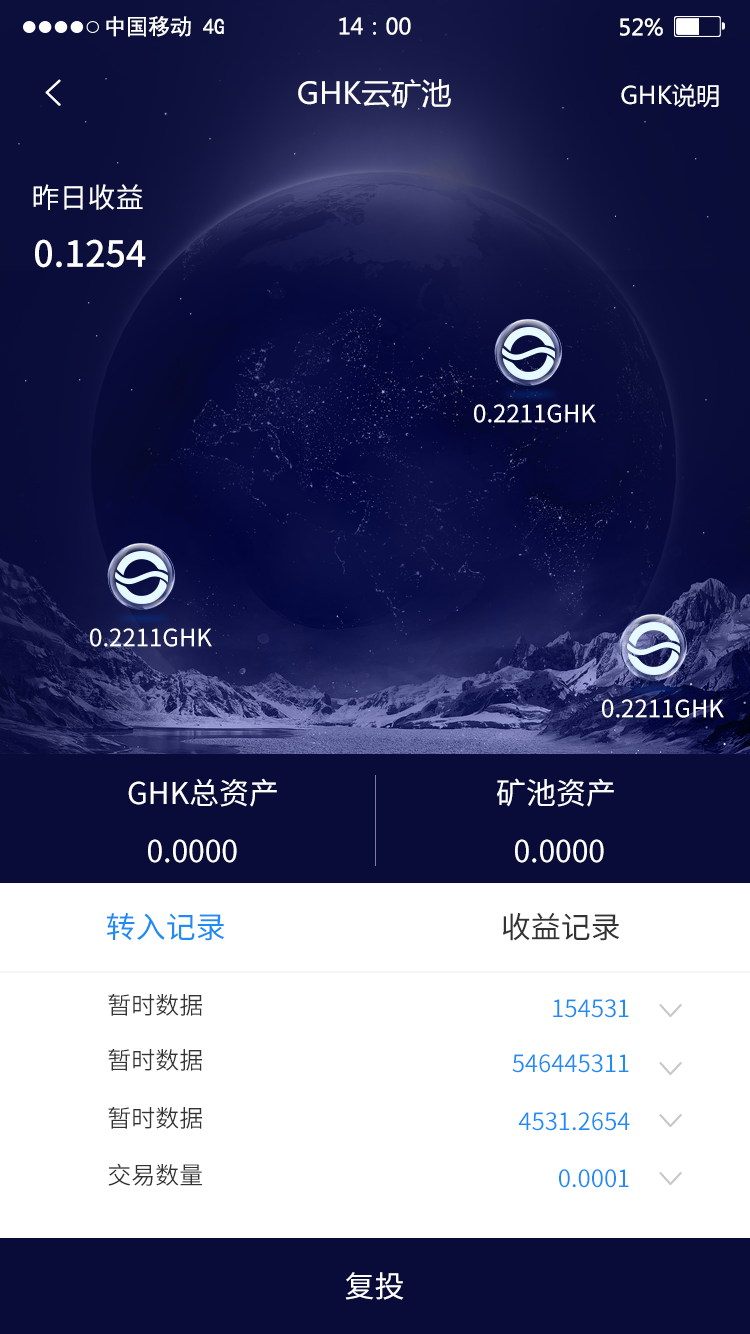 中国移动 4G 14：00 52%
GHK云矿池 GHK说明
昨日收益
0.1254
0.2211GHK
0.2211GHK
0.2211GHK
GHK总资产 矿池资产
0.0000 0.0000
转入记录 收益记录
暂时数据 154531
暂时数据 546445311
暂时数据 4531.2654
交易数量 0.0001
复投